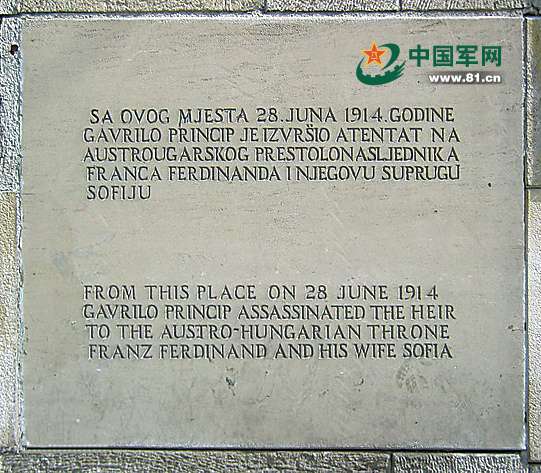 中国军网
www.81.cn
SA OVOG MJESTA 28.JUNA 1914.GODINE
GAVRILO PRINCIP JE IZVRŠIO ATENTAT NA
AUSTROUGARSKOG PRESTOLONASLJEDNIKA
FRANCA FERDINANDA I NJEGOVU SUPRUGU
SOFIJU
FROM THIS PLACE ON 28 JUNE 1914
GAVRILO PRINCIP ASSASSINATED THE HEIR
TO THE AUSTRO-HUNGARIAN THRONE
FRANZ FERDINAND AND HIS WIFE SOFIA